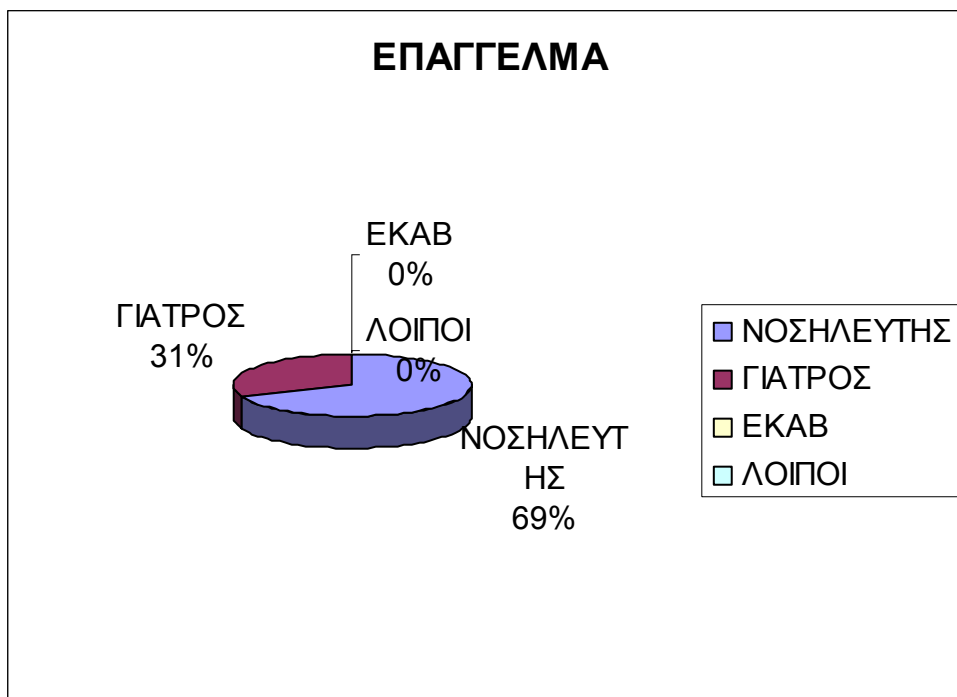 ΕΠΑΓΓΕΛΜΑ
ΕΚΑΒ
0%
ΓΙΑΤΡΟΣ
31%
ΛΟΙΠΟΙ
0%
ΝΟΣΗΛΕΥΤ
ΗΣ
69%
ΝΟΣΗΛΕΥΤΗΣ
ΓΙΑΤΡΟΣ
ΕΚΑΒ
ΛΟΙΠΟΙ